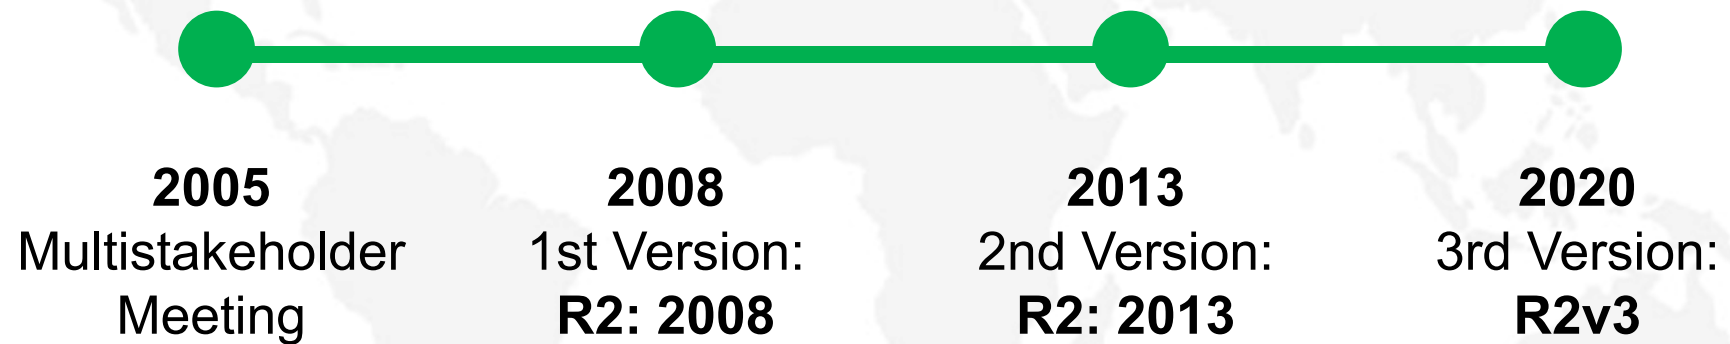 2005
Multistakeholder
Meeting
2008
1st Version:
R2: 2008
2013
2nd Version:
R2: 2013
2020
3rd Version:
R2v3